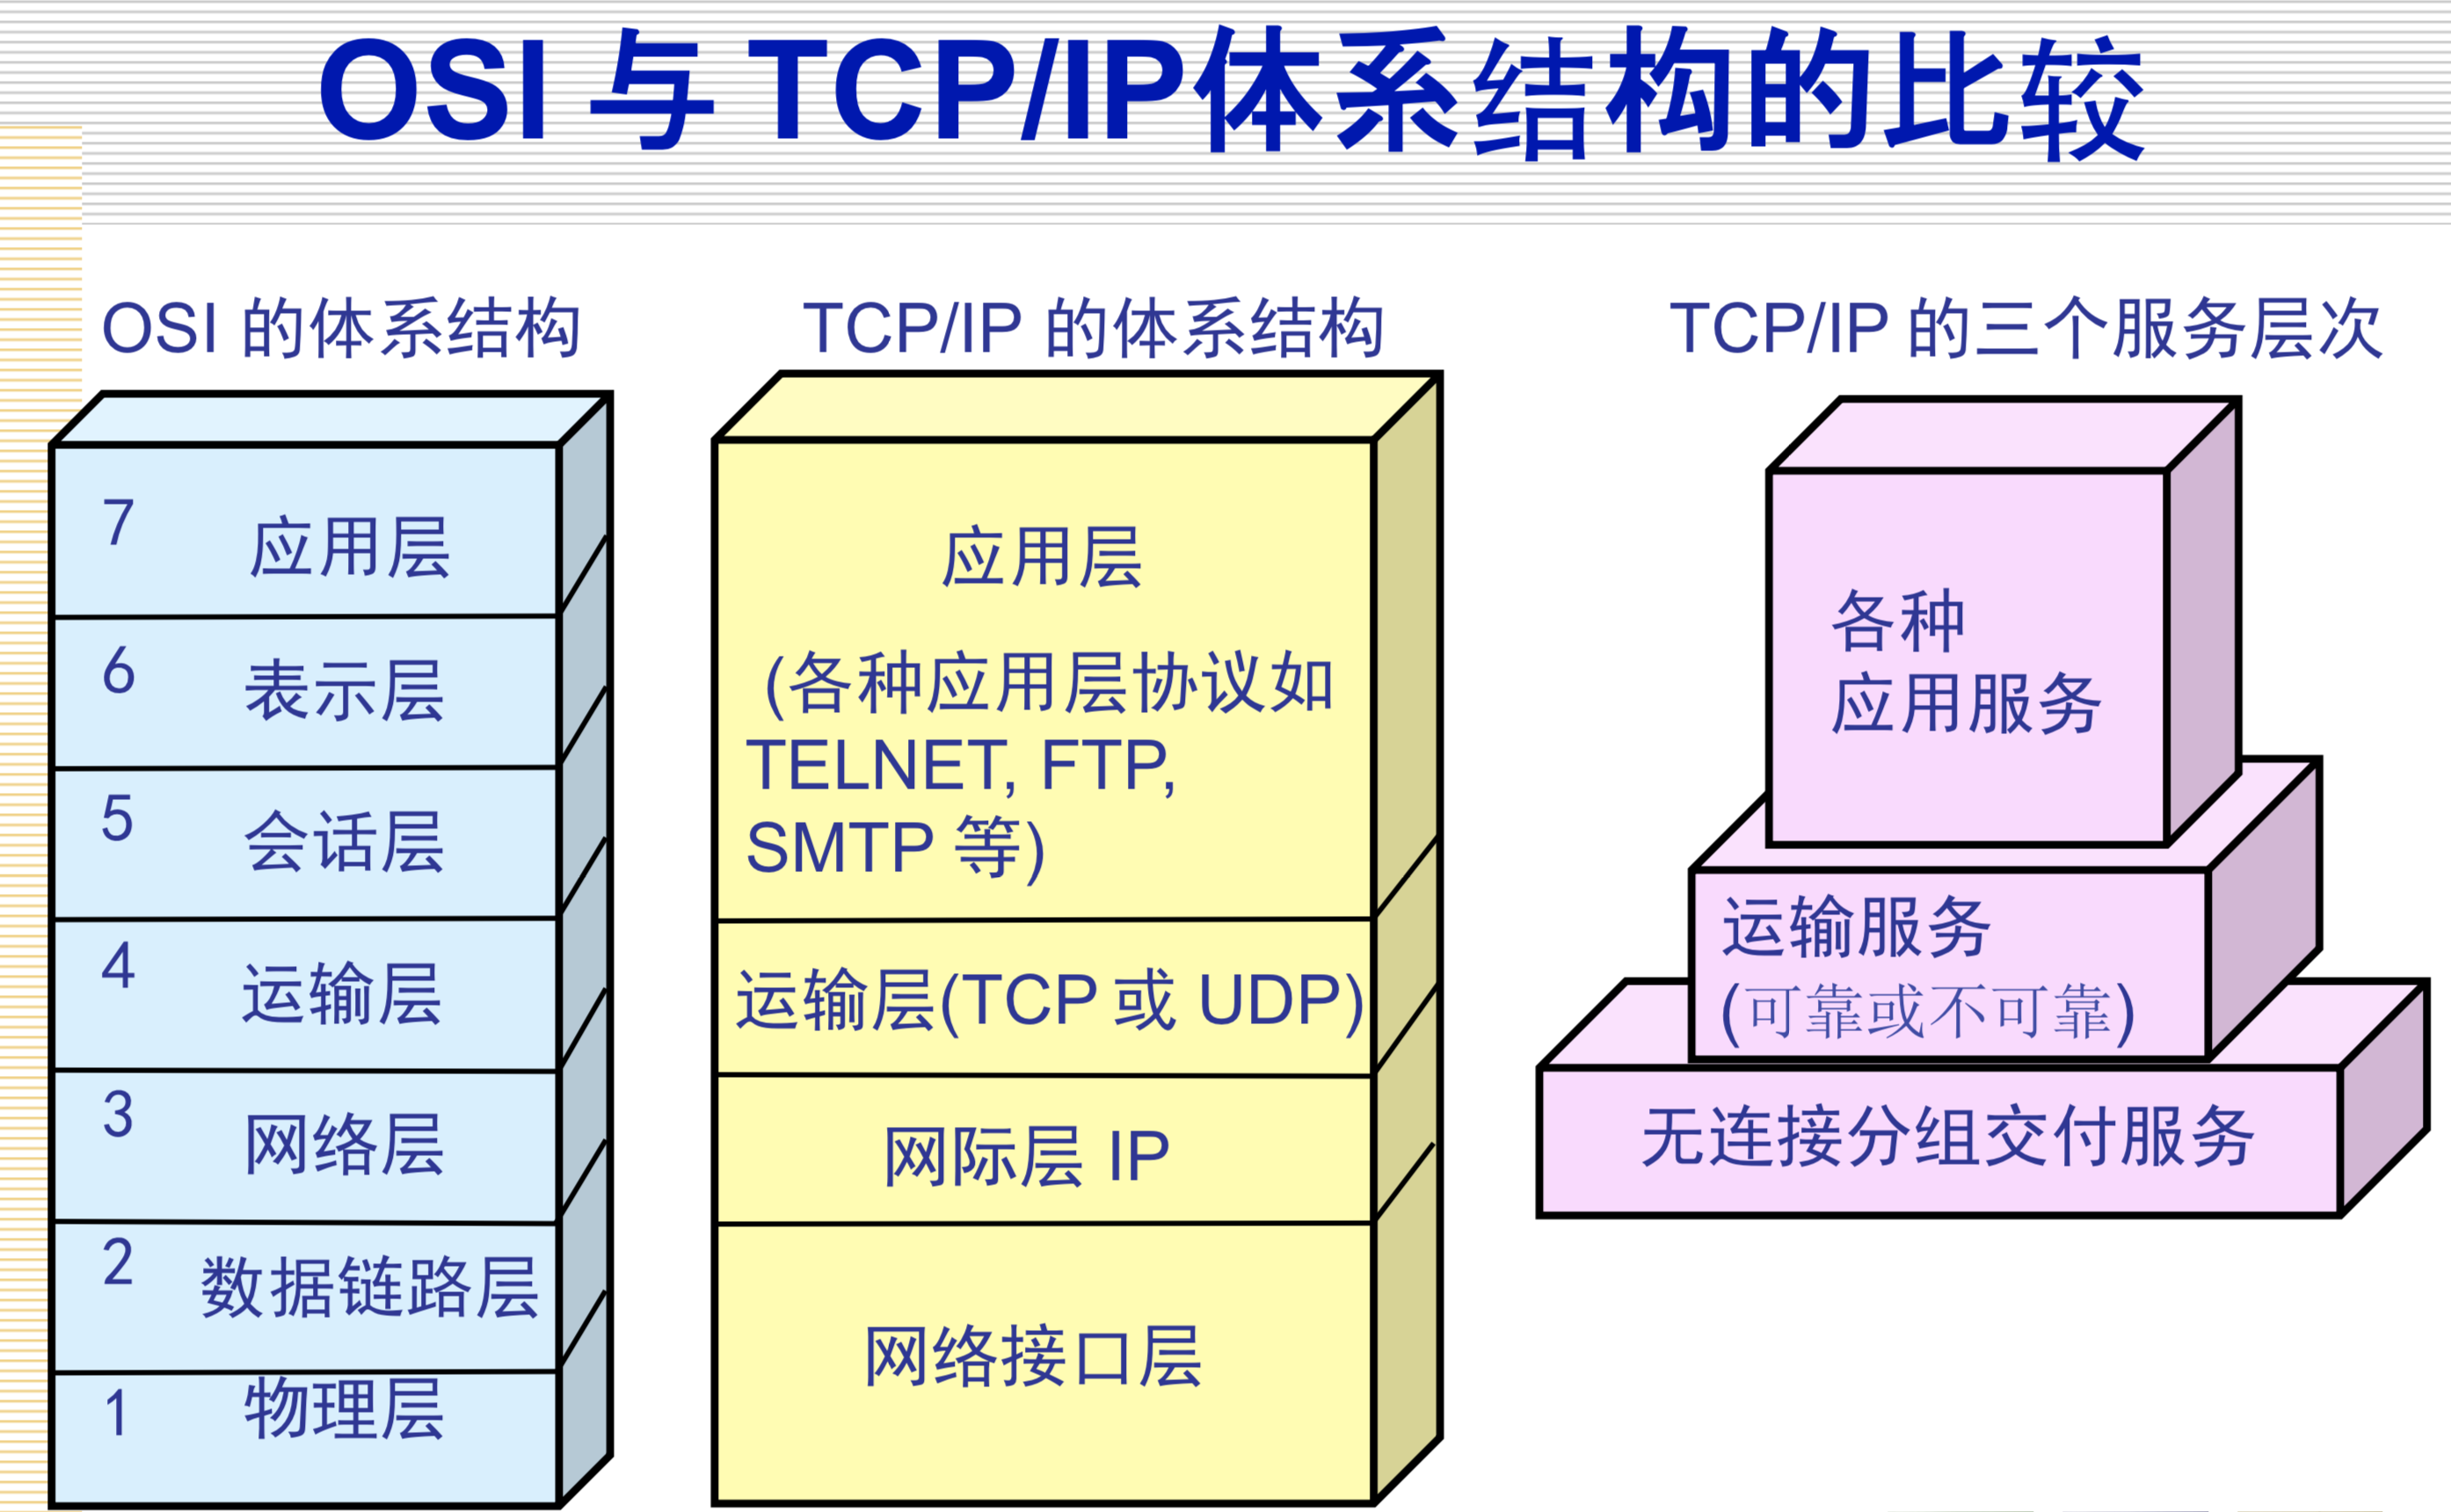 OSI 与 TCP/IP体系结构的比较
OSI 的体系结构
7
应用层
6
表示层
5
会话层
4
运输层
3
网络层
2
数据链路层
1
物理层
TCP/IP 的体系结构
应用层
(各种应用层协议如
TELNET, FTP,
SMTP 等)
运输层(TCP 或 UDP)
网际层 IP
网络接口层
TCP/IP 的三个服务层次
各种
应用服务
运输服务
(可靠或不可靠)
无连接分组交付服务